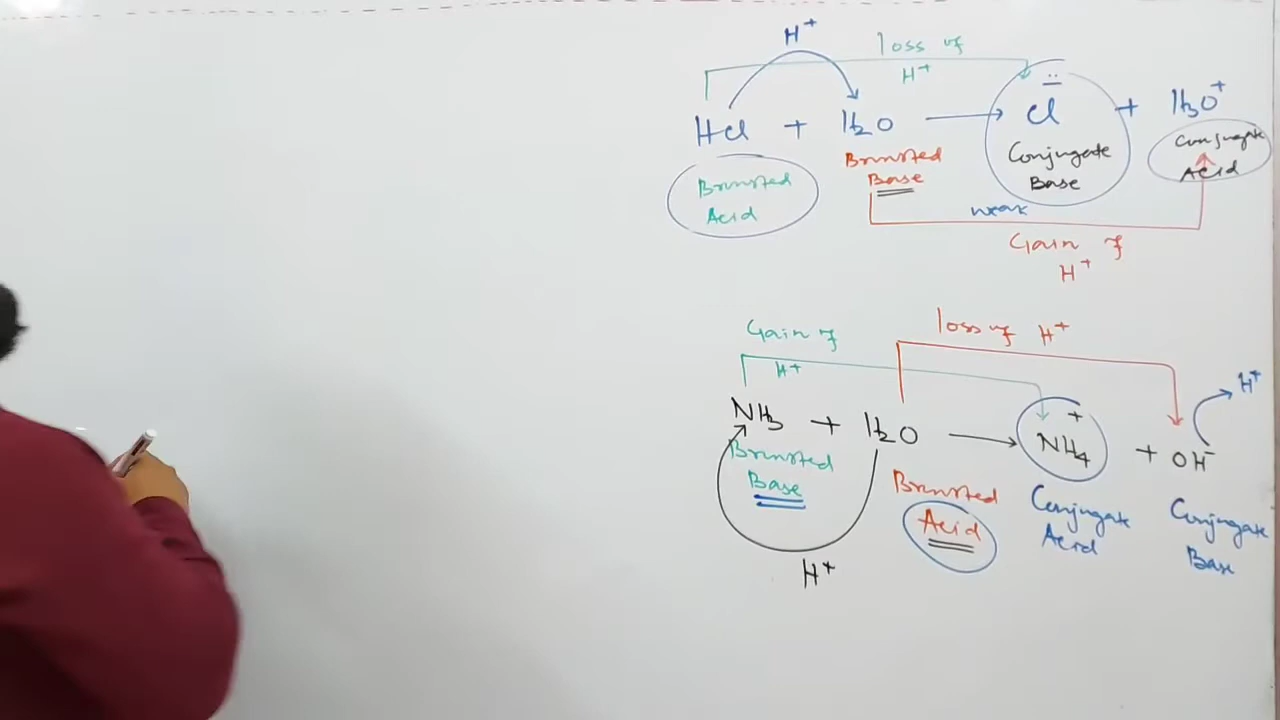 H⁺
loss of
H⁺
HCl + H₂O → Cl⁻ + H₃O⁺
Bronsted Acid
Bronsted Base
Conjugate Base
Conjugate Acid
weak
Gain of
H⁺
Gain of
H⁺
loss of H⁺
H⁺
NH₃ + H₂O → NH₄⁺ + OH⁻
Bronsted Base
Bronsted Acid
Conjugate Acid
Conjugate Base
H⁺